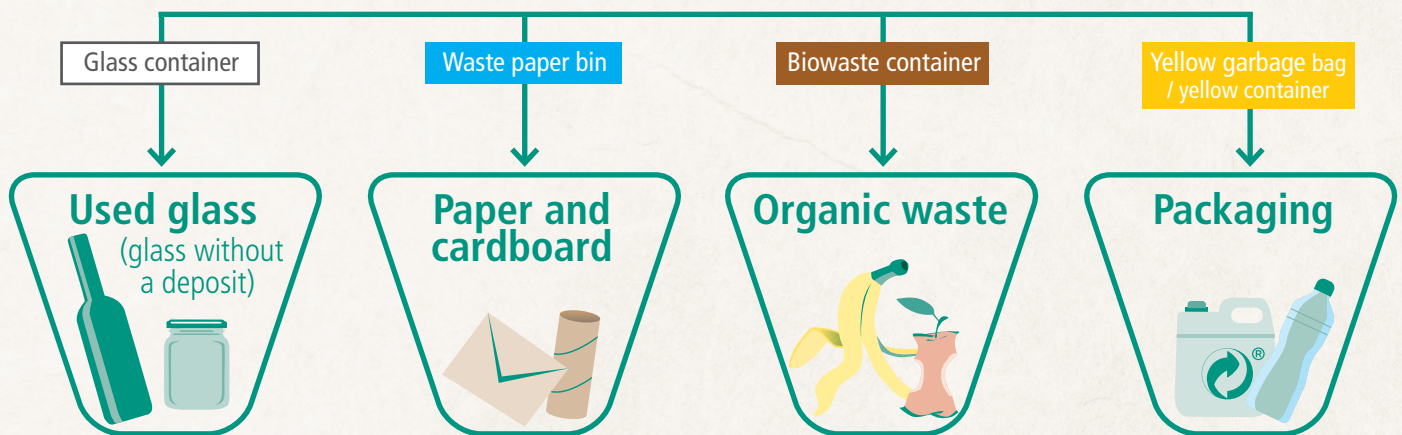 Glass container
Waste paper bin
Biowaste container
Yellow garbage bag
/ yellow container
Used glass
(glass without
a deposit)
Paper and
cardboard
Organic waste
Packaging
®